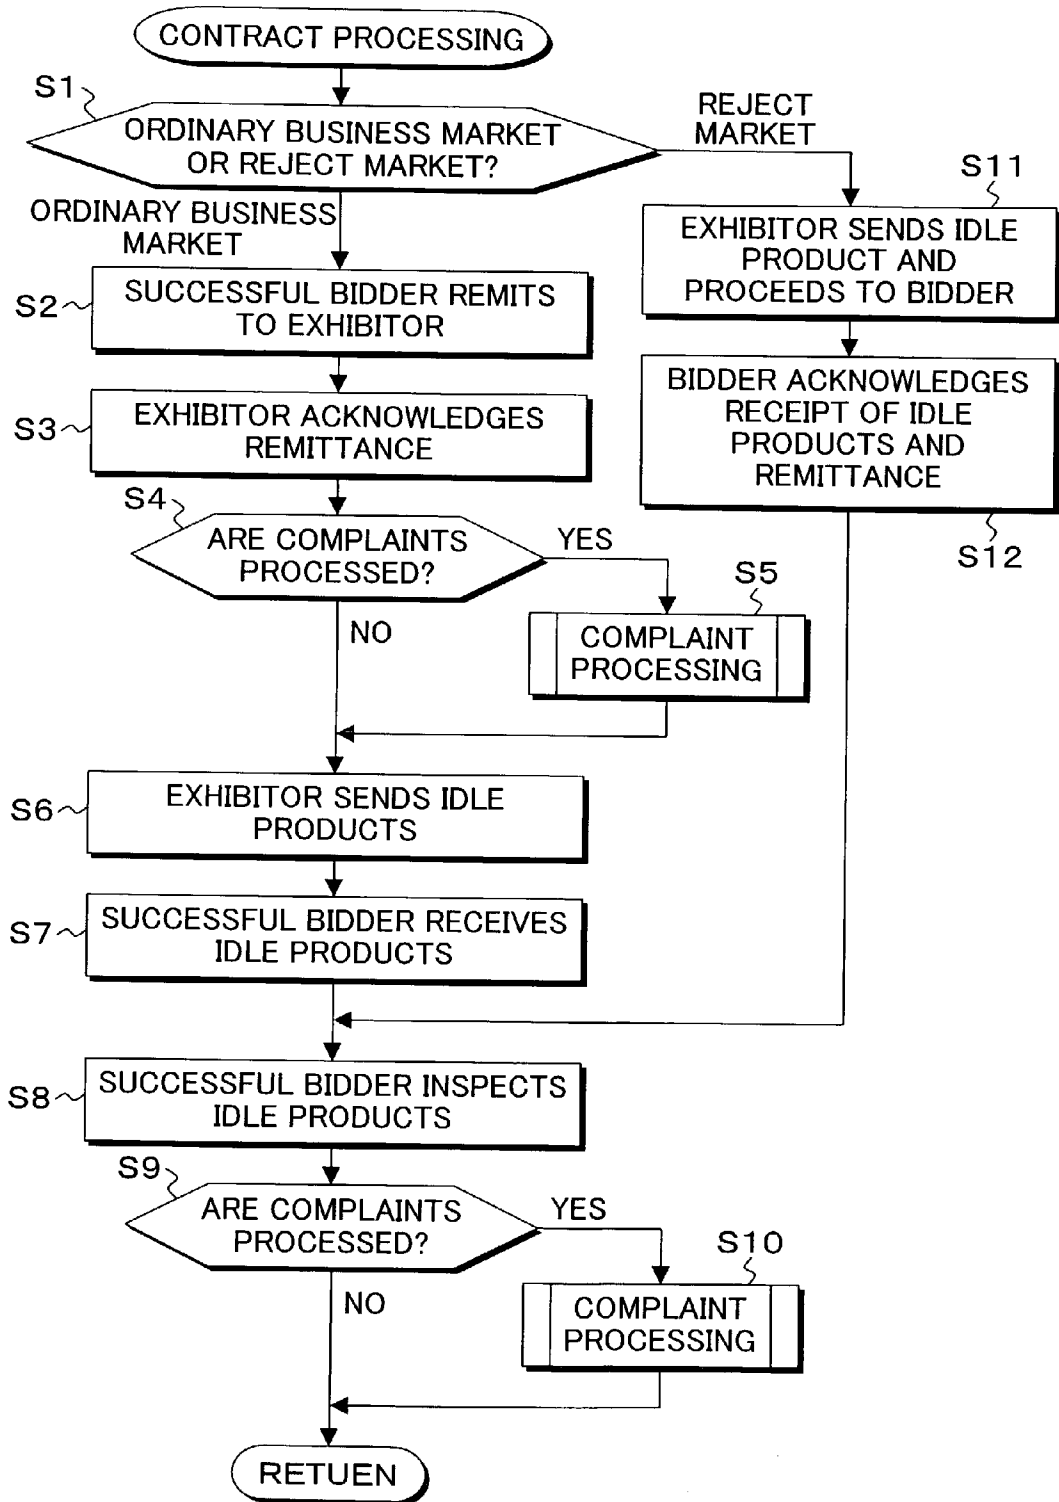 CONTRACT PROCESSING
S1
ORDINARY BUSINESS MARKET
OR REJECT MARKET?
REJECT
MARKET
ORDINARY BUSINESS
MARKET
S11
EXHIBITOR SENDS IDLE
PRODUCT AND
PROCEEDS TO BIDDER
S2
SUCCESSFUL BIDDER REMITS
TO EXHIBITOR
S3
EXHIBITOR ACKNOWLEDGES
REMITTANCE
BIDDER ACKNOWLEDGES
RECEIPT OF IDLE
PRODUCTS AND
REMITTANCE
S12
S4
ARE COMPLAINTS
PROCESSED?
YES
NO
S5
COMPLAINT
PROCESSING
S6
EXHIBITOR SENDS IDLE
PRODUCTS
S7
SUCCESSFUL BIDDER RECEIVES
IDLE PRODUCTS
S8
SUCCESSFUL BIDDER INSPECTS
IDLE PRODUCTS
S9
ARE COMPLAINTS
PROCESSED?
YES
NO
S10
COMPLAINT
PROCESSING
RETUEN